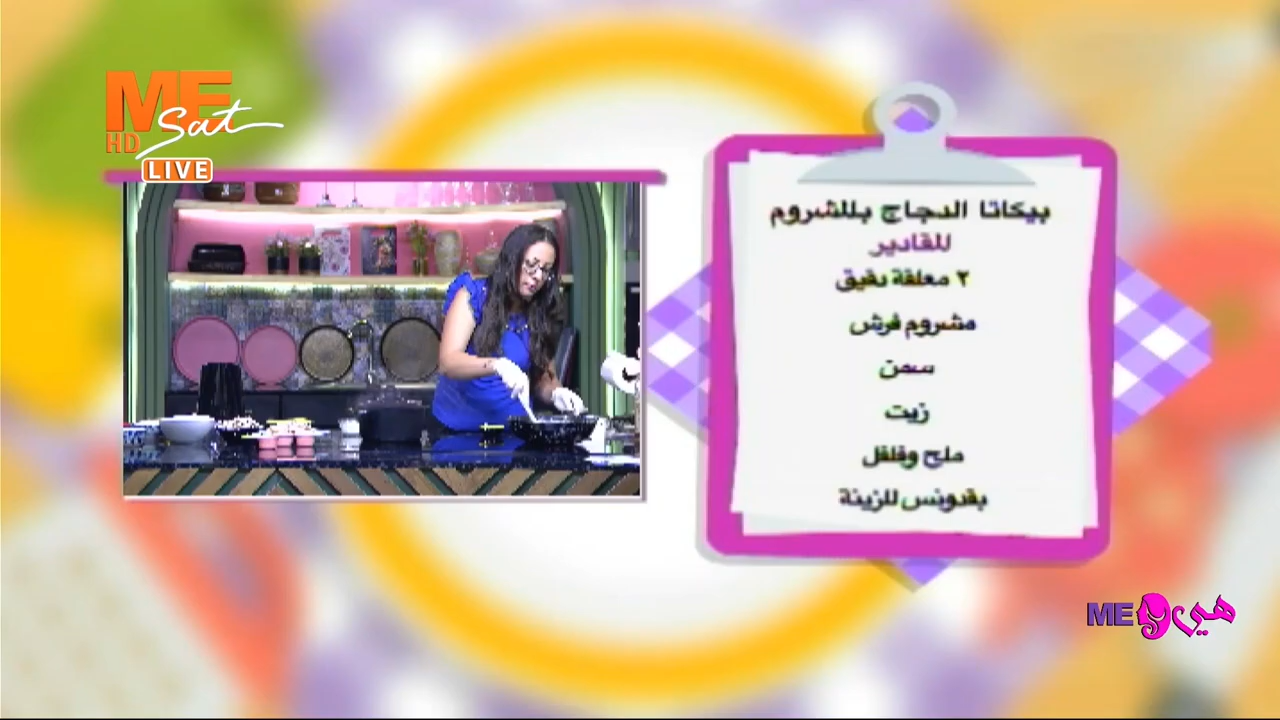 ME
Sat
HD
LIVE
بيكاتا الدجاج بالمشروم
المقادير
٢ معلقة دقيق
مشروم فرش
سمن
زيت
ملح وفلفل
بقدونس للزينة
ME هي